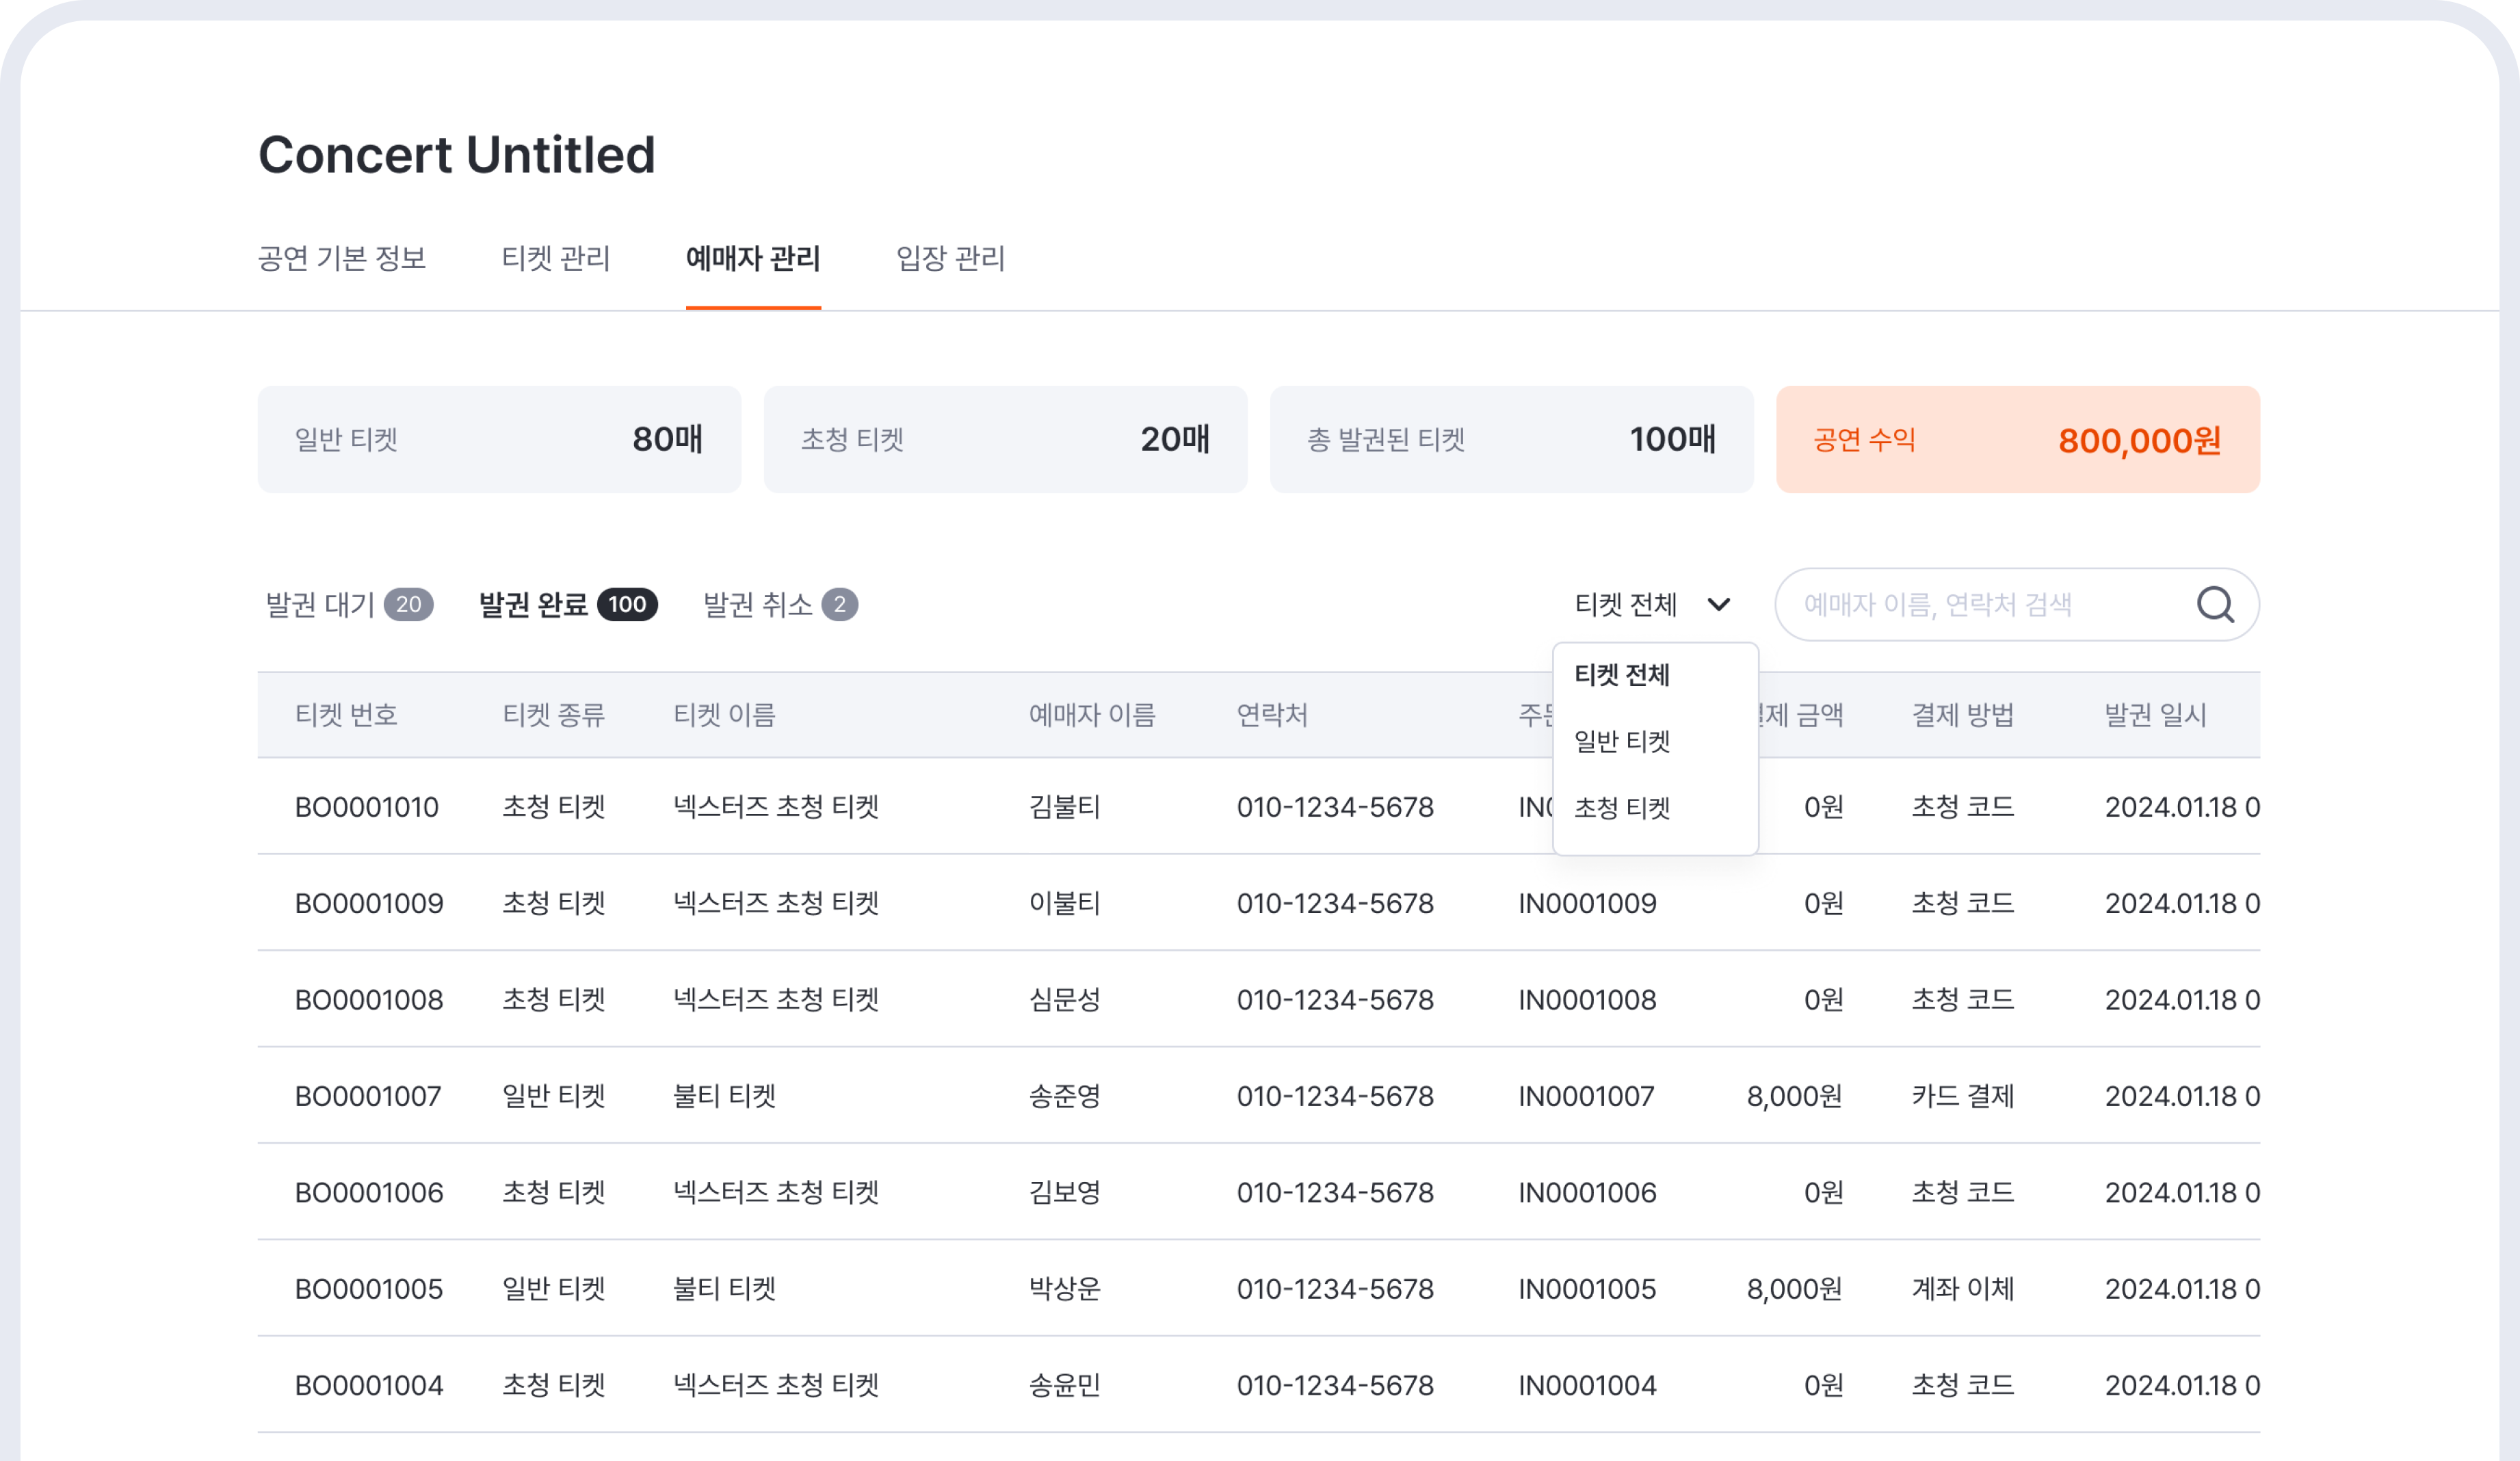 Concert Untitled
공연 기본 정보 티켓 관리 예매자 관리 입장 관리
일반 티켓 80매 초청 티켓 20매 총 발권된 티켓 100매 공연 수익 800,000원
발권 대기 20 발권 완료 100 발권 취소 2 티켓 전체 예매자 이름, 연락처 검색
티켓 전체
일반 티켓
초청 티켓
티켓 번호 티켓 종류 티켓 이름 예매자 이름 연락처 금액 결제 방법 발권 일시
BO0001010 초청 티켓 넥스터즈 초청 티켓 김불티 010-1234-5678 0원 초청 코드 2024.01.18 0
BO0001009 초청 티켓 넥스터즈 초청 티켓 이불티 010-1234-5678 IN0001009 0원 초청 코드 2024.01.18 0
BO0001008 초청 티켓 넥스터즈 초청 티켓 심문성 010-1234-5678 IN0001008 0원 초청 코드 2024.01.18 0
BO0001007 일반 티켓 불티 티켓 송준영 010-1234-5678 IN0001007 8,000원 카드 결제 2024.01.18 0
BO0001006 초청 티켓 넥스터즈 초청 티켓 김보영 010-1234-5678 IN0001006 0원 초청 코드 2024.01.18 0
BO0001005 일반 티켓 불티 티켓 박상운 010-1234-5678 IN0001005 8,000원 계좌 이체 2024.01.18 0
BO0001004 초청 티켓 넥스터즈 초청 티켓 송윤민 010-1234-5678 IN0001004 0원 초청 코드 2024.01.18 0